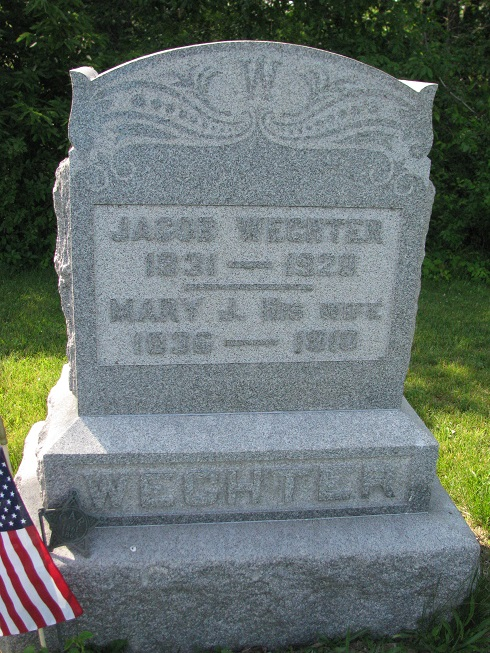 W
JACOB WECHTER
1831 — 1928
MARY J. HIS WIFE
1836 — 1910
WECHTER